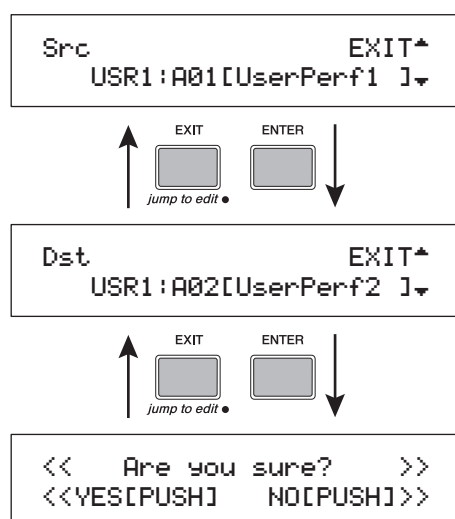 Src EXIT
USR1:A01[UserPerf1 ]
EXIT ENTER
jump to edit
Dst EXIT
USR1:A02[UserPerf2 ]
EXIT ENTER
jump to edit
<< Are you sure? >>
<<YES[PUSH] NO[PUSH]>>